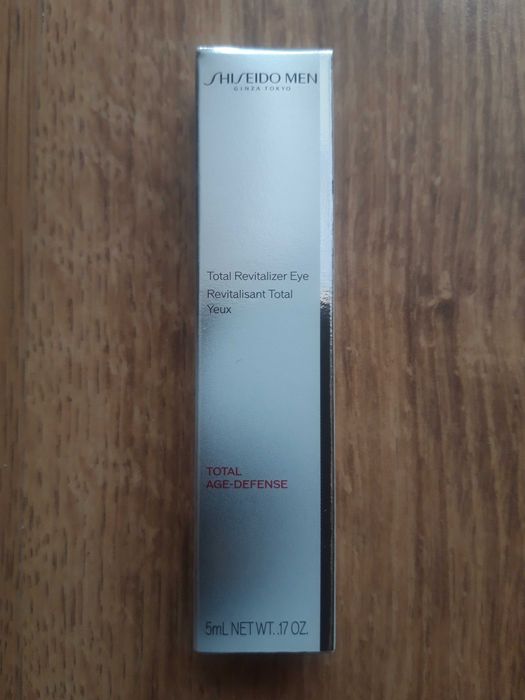 SHISEIDO MEN
GINZA TOKYO
Total Revitalizer Eye
Revitalisant Total
Yeux
TOTAL
AGE-DEFENSE
5mL NET WT. .17 OZ.